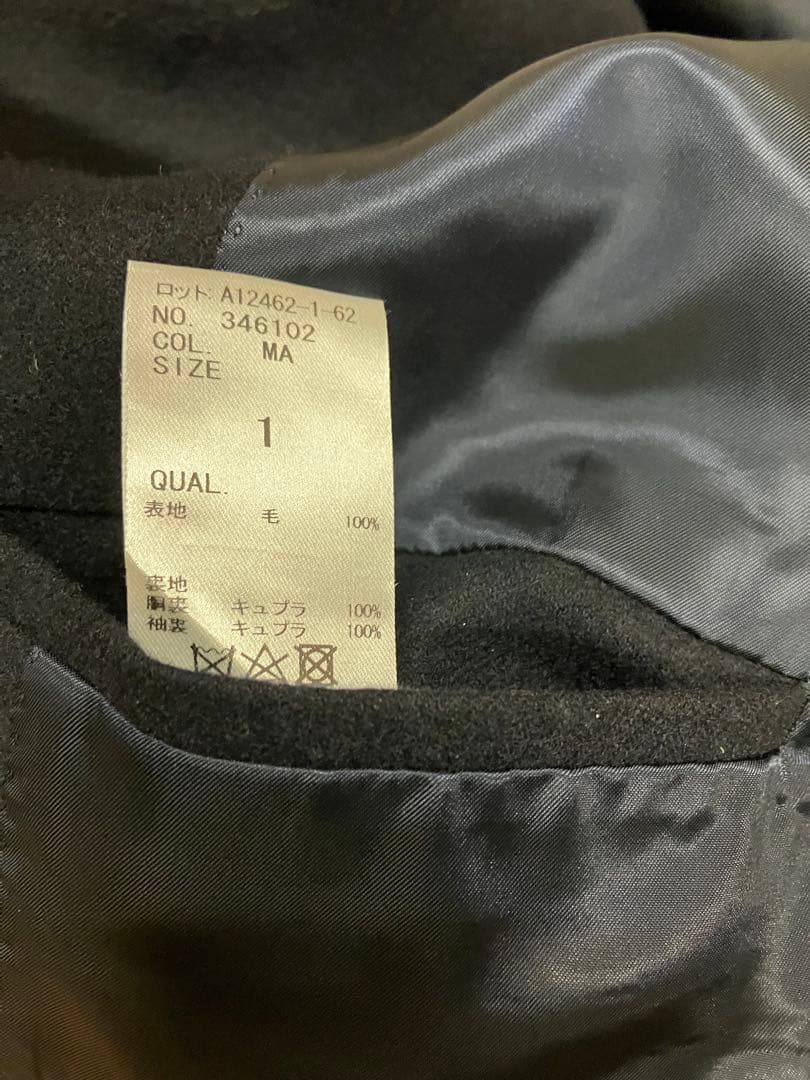 ロット: A12462-1-62
NO. 346102
COL. MA
SIZE
1
QUAL.
表地 毛 100%
裏地
胴裏 キュプラ 100%
袖裏 キュプラ 100%